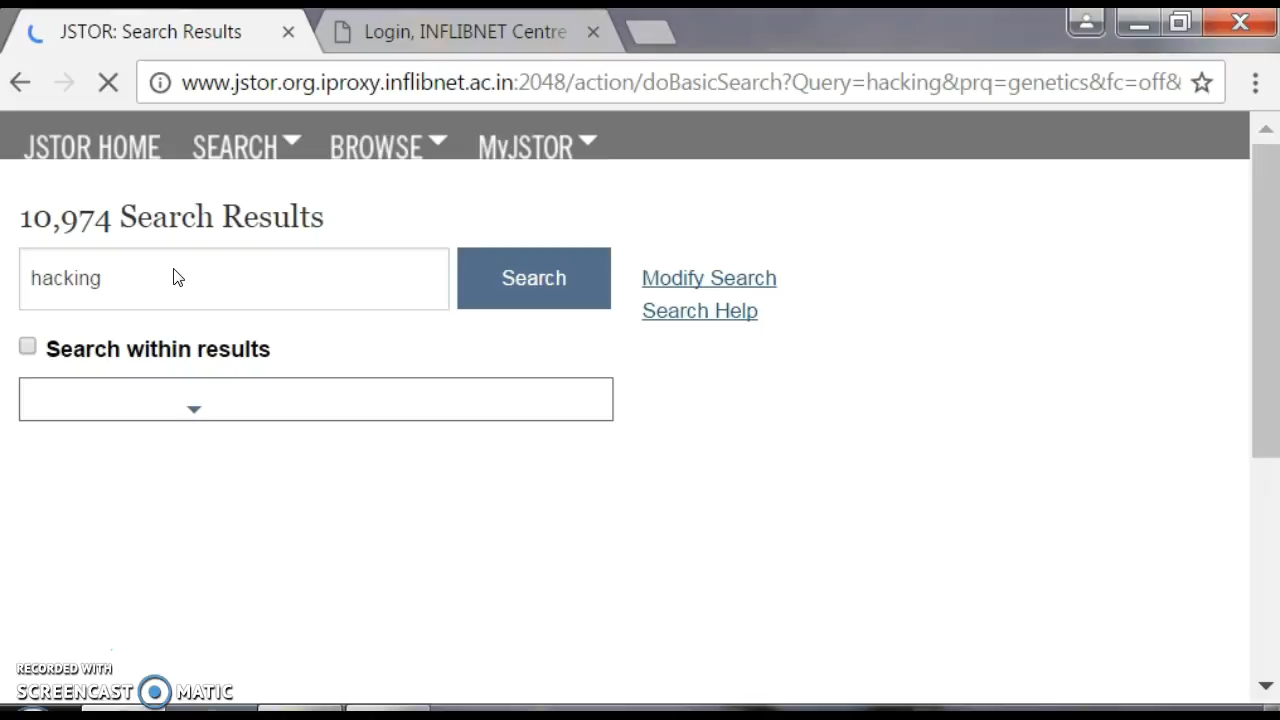 JSTOR: Search Results
Login, INFLIBNET Centre
www.jstor.org.iproxy.inflibnet.ac.in:2048/action/doBasicSearch?Query=hacking&prq=genetics&fc=off&
JSTOR HOME SEARCH BROWSE MyJSTOR
10,974 Search Results
hacking Search Modify Search
Search Help
Search within results
RECORDED WITH
SCREENCAST MATIC